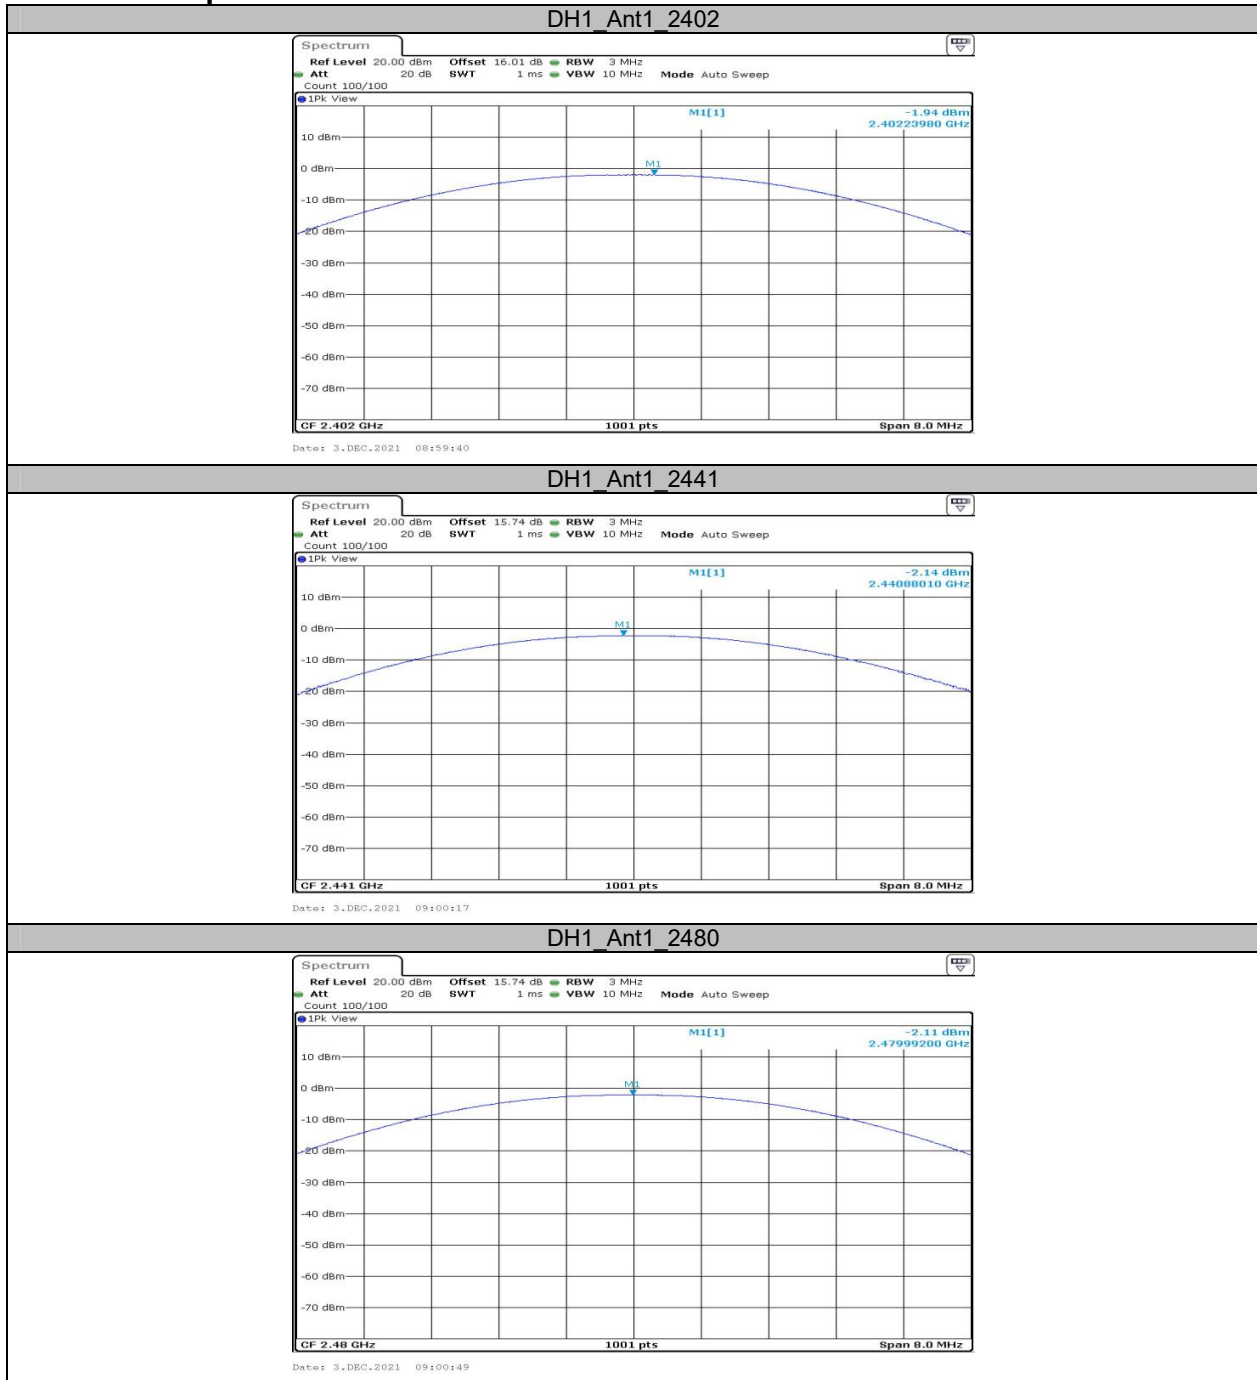 DH1_Ant1_2402
Spectrum
Ref Level 20.00 dBm Offset 16.01 dB RBW 3 MHz
Att 20 dB SWT 1 ms VBW 10 MHz Mode Auto Sweep
Count 100/100
1Pk View
M1[1] -1.94 dBm
2.40223980 GHz
10 dBm
M1
0 dBm
-10 dBm
-20 dBm
-30 dBm
-40 dBm
-50 dBm
-60 dBm
-70 dBm
CF 2.402 GHz 1001 pts Span 8.0 MHz
Date: 3.DEC.2021 08:59:40
DH1_Ant1_2441
Spectrum
Ref Level 20.00 dBm Offset 15.74 dB RBW 3 MHz
Att 20 dB SWT 1 ms VBW 10 MHz Mode Auto Sweep
Count 100/100
1Pk View
M1[1] -2.14 dBm
2.44088010 GHz
10 dBm
M1
0 dBm
-10 dBm
-20 dBm
-30 dBm
-40 dBm
-50 dBm
-60 dBm
-70 dBm
CF 2.441 GHz 1001 pts Span 8.0 MHz
Date: 3.DEC.2021 09:00:17
DH1_Ant1_2480
Spectrum
Ref Level 20.00 dBm Offset 15.74 dB RBW 3 MHz
Att 20 dB SWT 1 ms VBW 10 MHz Mode Auto Sweep
Count 100/100
1Pk View
M1[1] -2.11 dBm
2.47999200 GHz
10 dBm
M1
0 dBm
-10 dBm
-20 dBm
-30 dBm
-40 dBm
-50 dBm
-60 dBm
-70 dBm
CF 2.48 GHz 1001 pts Span 8.0 MHz
Date: 3.DEC.2021 09:00:49